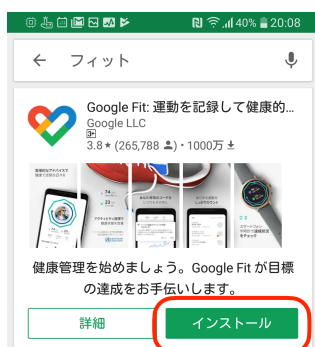 40% 20:08
フィット
Google Fit: 運動を記録して健康的...
Google LLC
3+
3.8★ (265,788 ) • 1000万
健康管理を始めましょう。Google Fit が目標
の達成をお手伝いします。
詳細
インストール